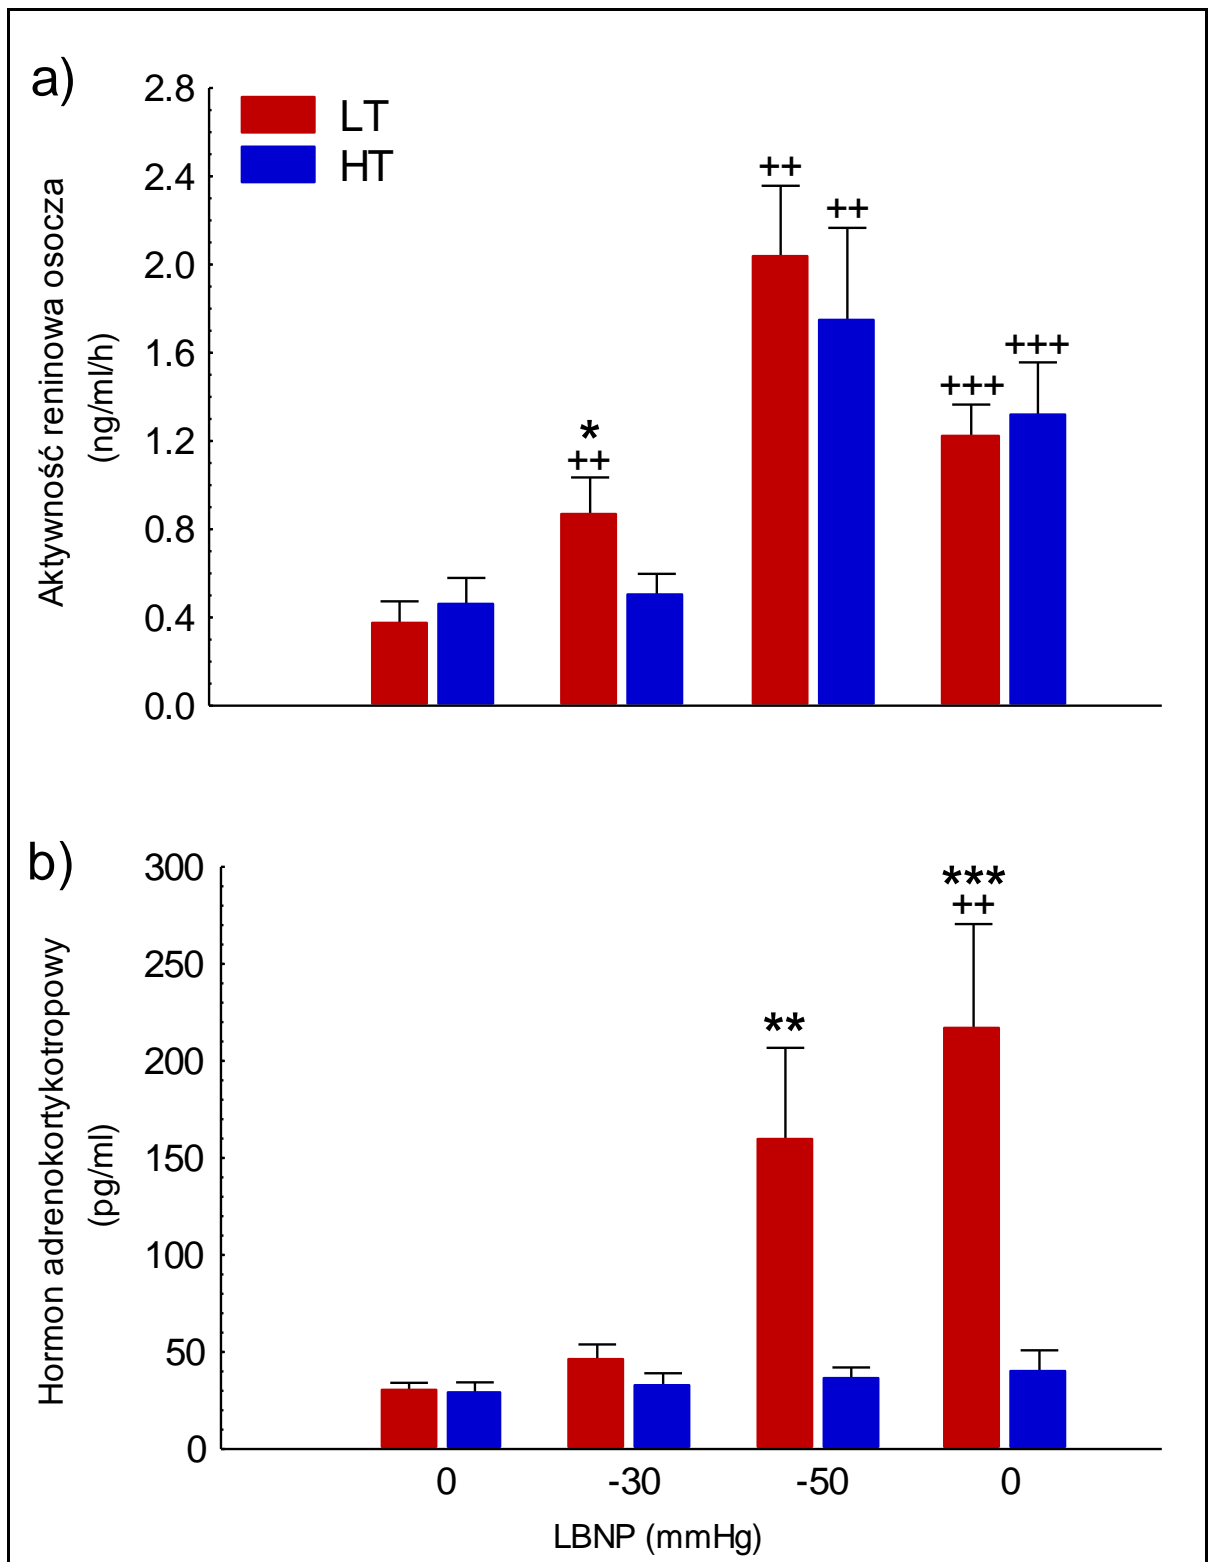 a)
Aktywność reninowa osocza
(ng/ml/h)
2.8
2.4
2.0
1.6
1.2
0.8
0.4
0.0
LT
HT
*
++
++
++
+++
+++
b)
Hormon adrenokortykotropowy
(pg/ml)
300
250
200
150
100
50
0
**
***
++
0 -30 -50 0
LBNP (mmHg)